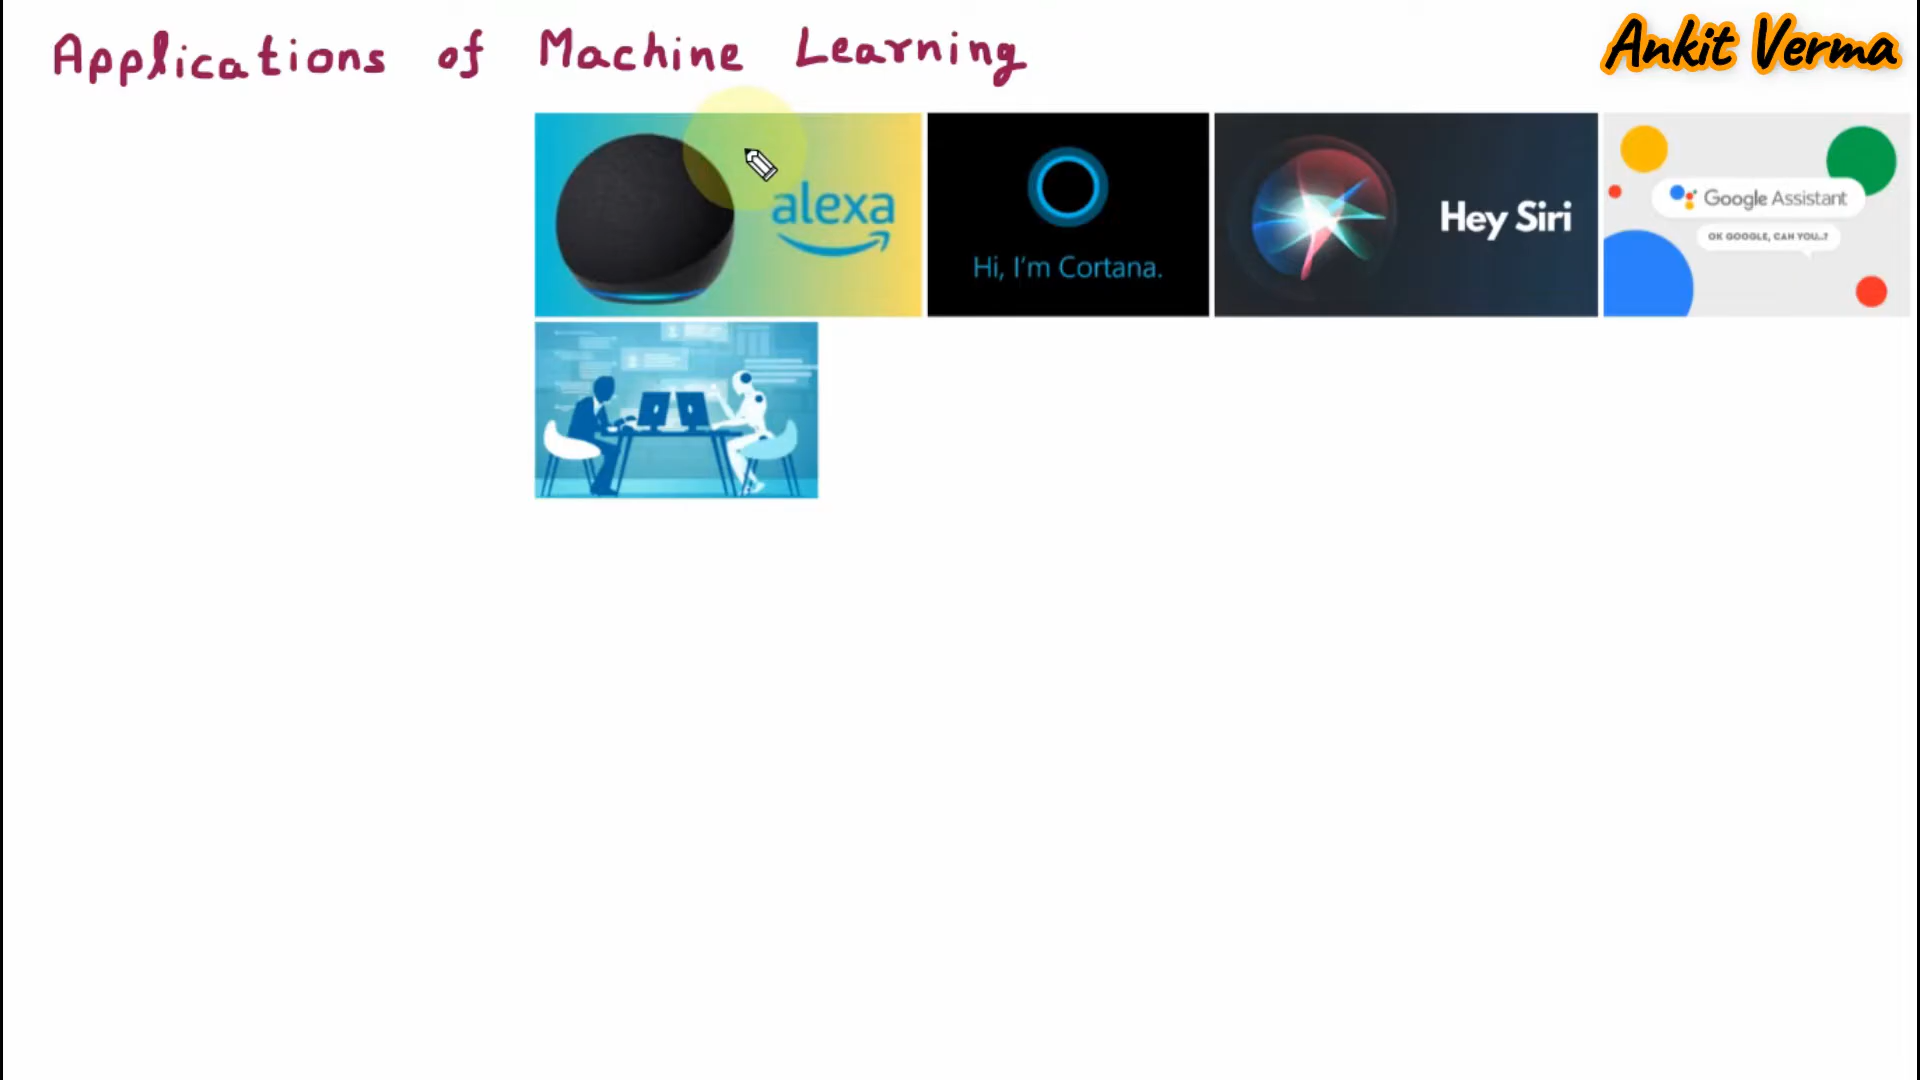 Applications of Machine Learning
Ankit Verma
alexa
Hi, I'm Cortana.
Hey Siri
Google Assistant
OK GOOGLE, CAN YOU..?